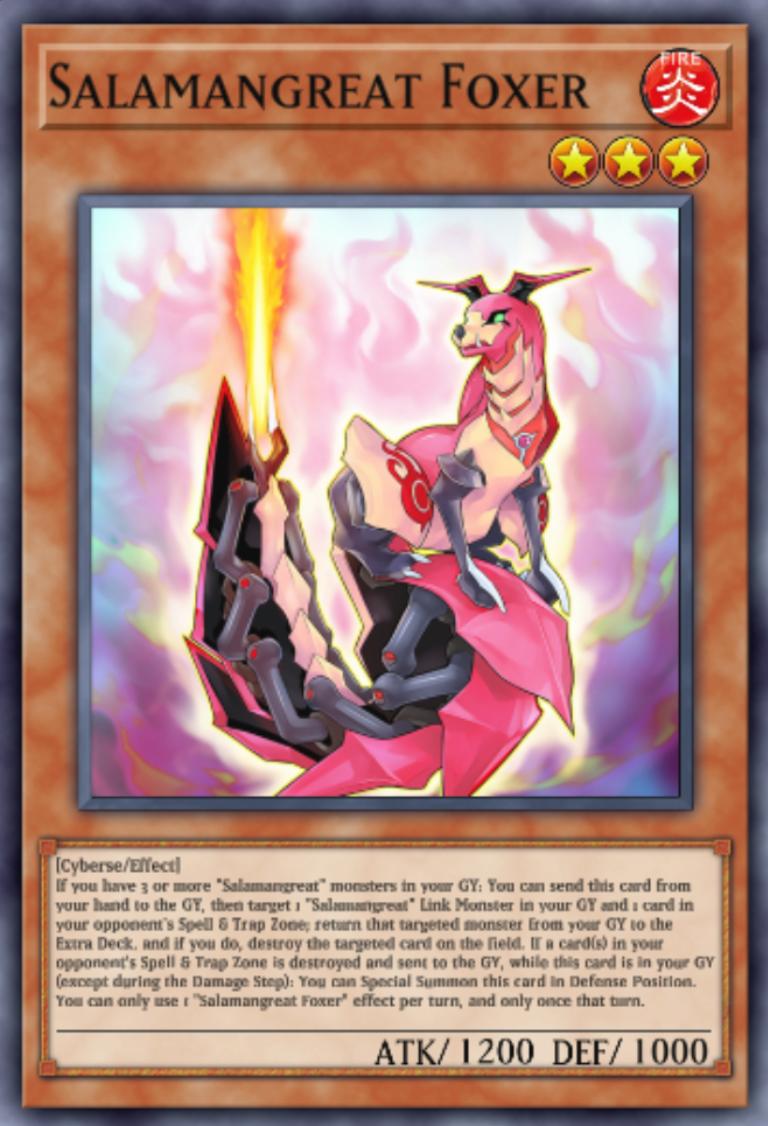 SALAMANGREAT FOXER
FIRE
炎
[Cyberse/Effect]
If you have 3 or more "Salamangreat" monsters in your GY: You can send this card from
your hand to the GY, then target 1 "Salamangreat" Link Monster in your GY and 1 card in
your opponent's Spell & Trap Zone; return that targeted monster from your GY to the
Extra Deck, and if you do, destroy the targeted card on the field. If a card(s) in your
opponent's Spell & Trap Zone is destroyed and sent to the GY, while this card is in your GY
(except during the Damage Step): You can Special Summon this card in Defense Position.
You can only use 1 "Salamangreat Foxer" effect per turn, and only once that turn.
ATK/ 1200 DEF/ 1000